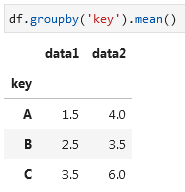 df.groupby('key').mean()
data1 data2
key
A 1.5 4.0
B 2.5 3.5
C 3.5 6.0